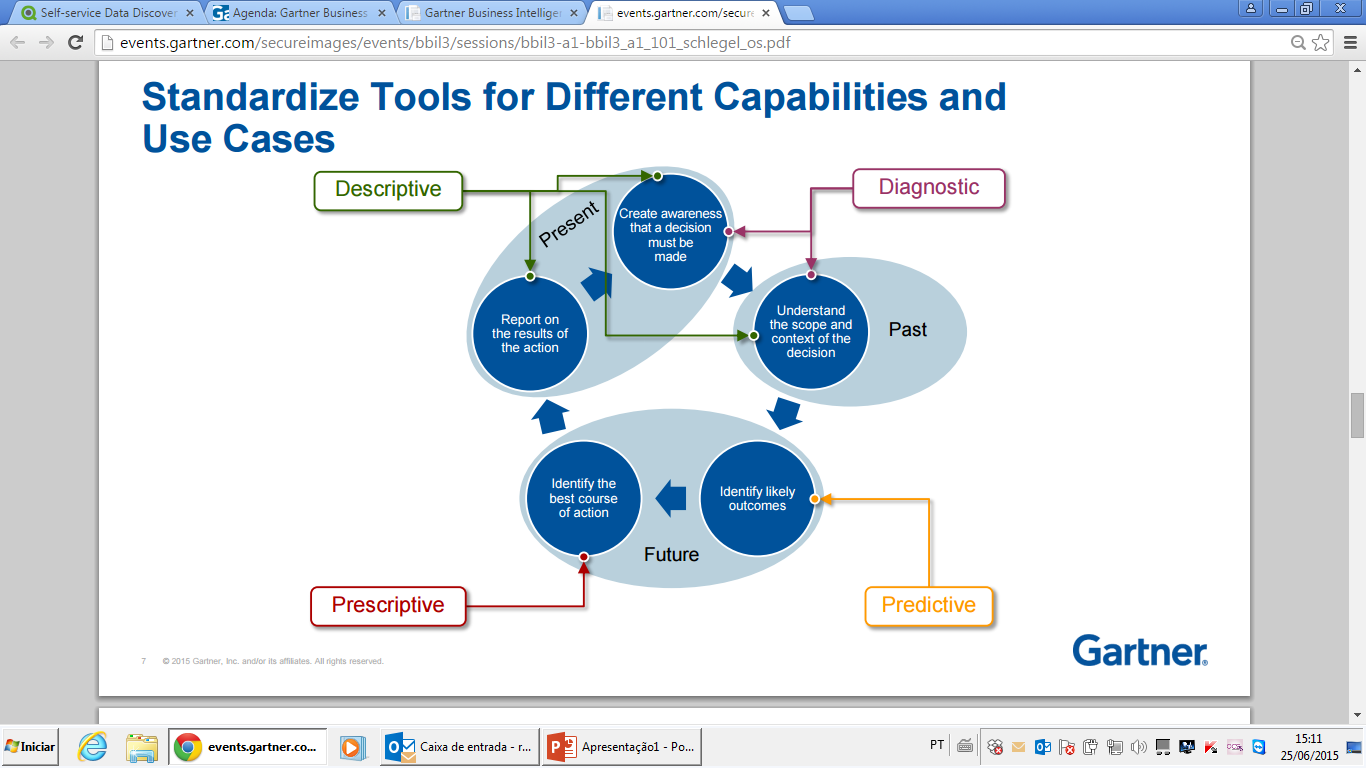 Self-service Data Discover
Agenda: Gartner Business
Gartner Business Intelliger
events.gartner.com/secure
events.gartner.com/secureimages/events/bbil3/sessions/bbil3-a1-bbil3_a1_101_schlegel_os.pdf
Standardize Tools for Different Capabilities and
Use Cases
Descriptive
Diagnostic
Present
Create awareness
that a decision
must be
made
Report on
the results of
the action
Understand
the scope and
context of the
decision
Past
Identify the
best course
of action
Identify likely
outcomes
Future
Prescriptive
Predictive
7 © 2015 Gartner, Inc. and/or its affiliates. All rights reserved.
Gartner
Iniciar
events.gartner.co...
Caixa de entrada - r...
Apresentação1 - Po...
PT
15:11
25/06/2015